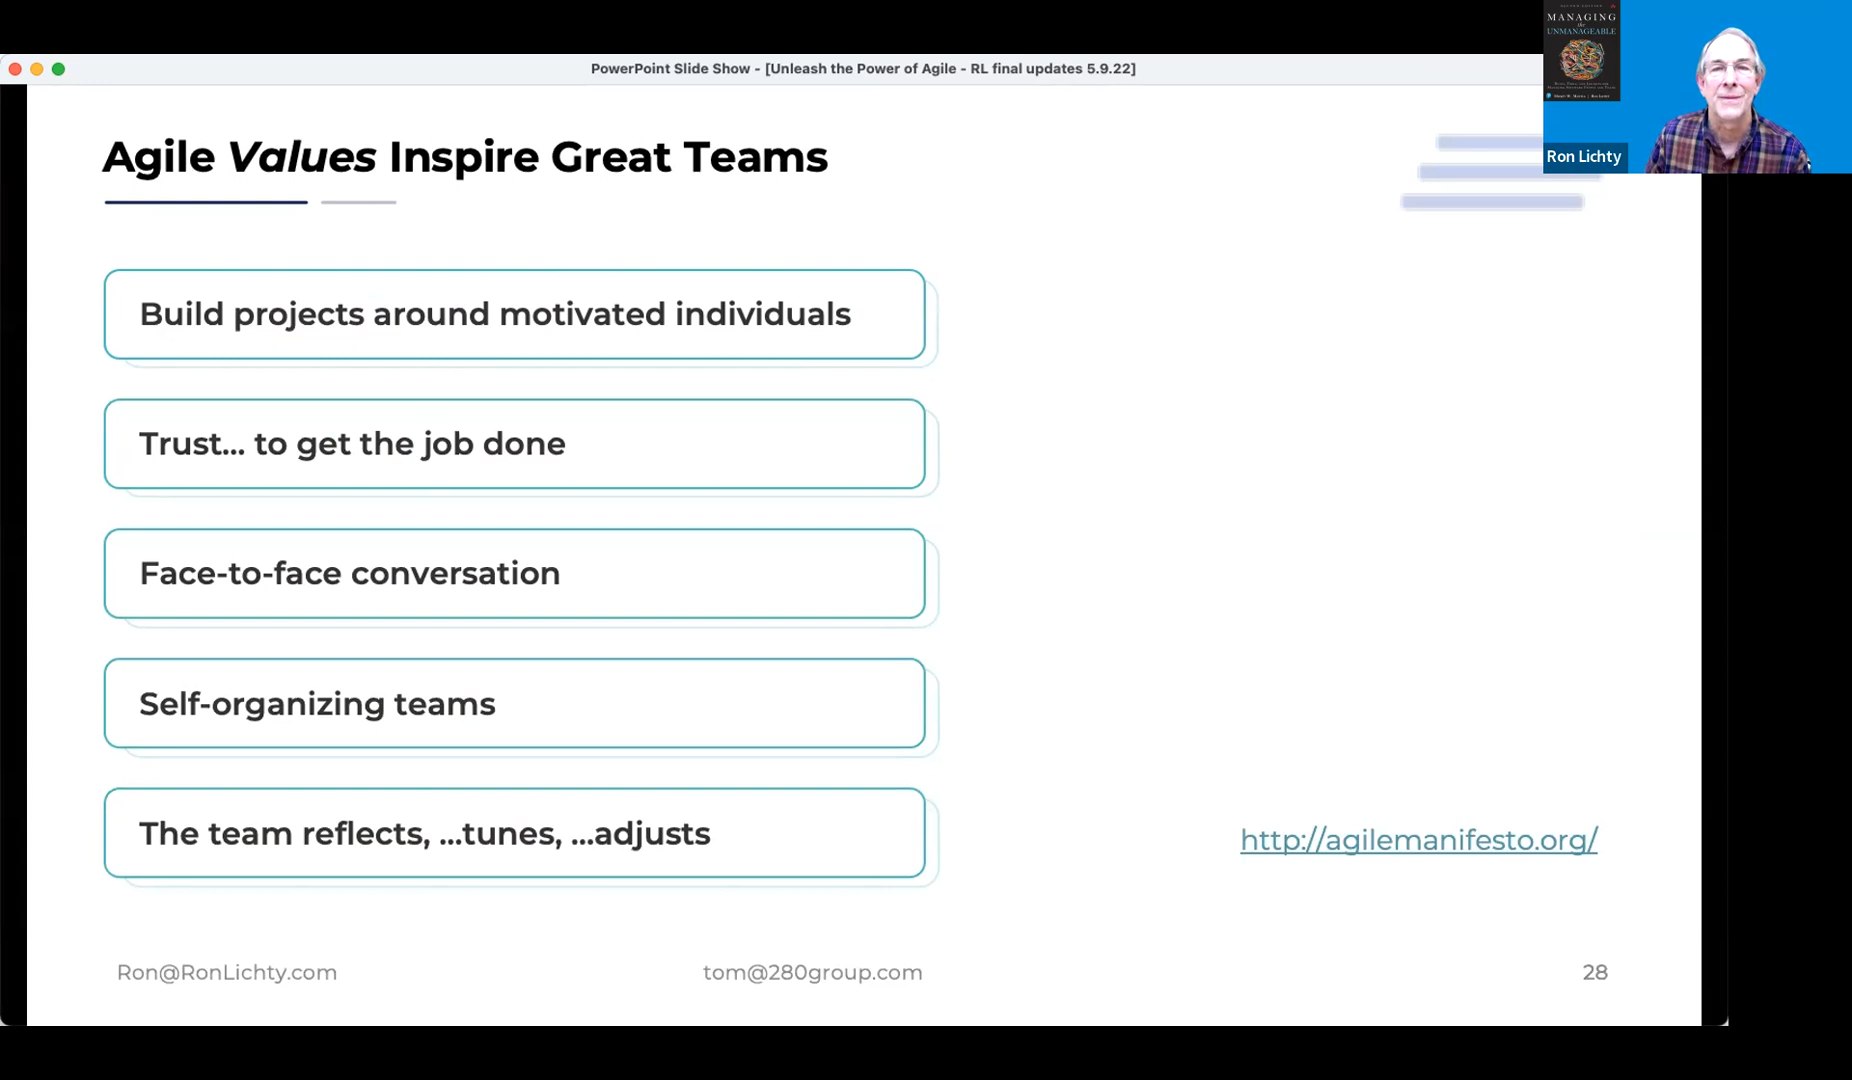 PowerPoint Slide Show - [Unleash the Power of Agile - RL final updates 5.9.22]
MANAGING
the
UNMANAGEABLE
Ron Lichty
Agile Values Inspire Great Teams
Build projects around motivated individuals
Trust... to get the job done
Face-to-face conversation
Self-organizing teams
The team reflects, ...tunes, ...adjusts
http://agilemanifesto.org/
Ron@RonLichty.com
tom@280group.com
28